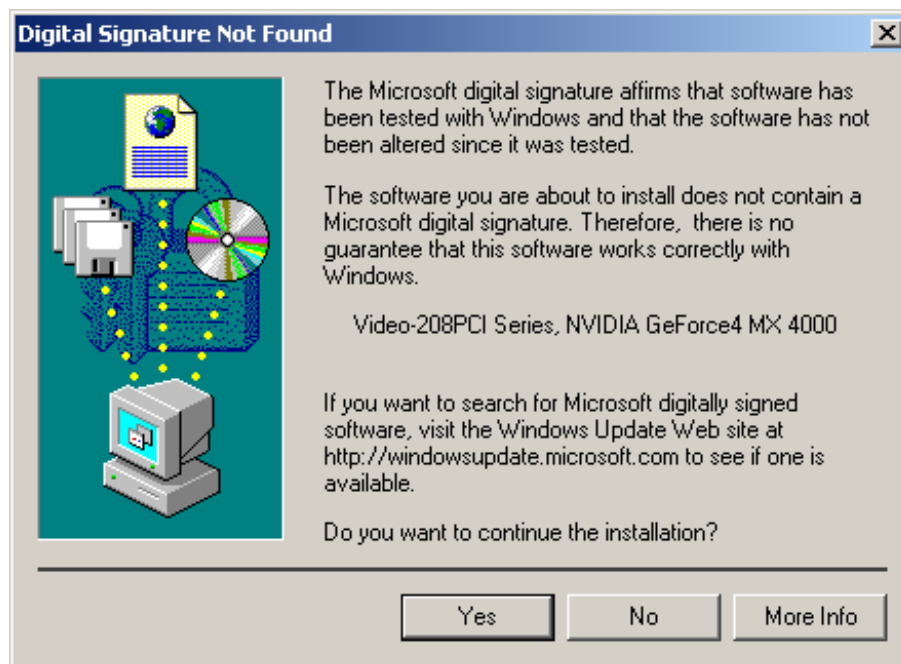 Digital Signature Not Found
The Microsoft digital signature affirms that software has
been tested with Windows and that the software has not
been altered since it was tested.
The software you are about to install does not contain a
Microsoft digital signature. Therefore,  there is no
guarantee that this software works correctly with
Windows.
Video-208PCI Series, NVIDIA GeForce4 MX 4000
If you want to search for Microsoft digitally signed
software, visit the Windows Update Web site at
http://windowsupdate.microsoft.com to see if one is
available.
Do you want to continue the installation?
Yes No More Info